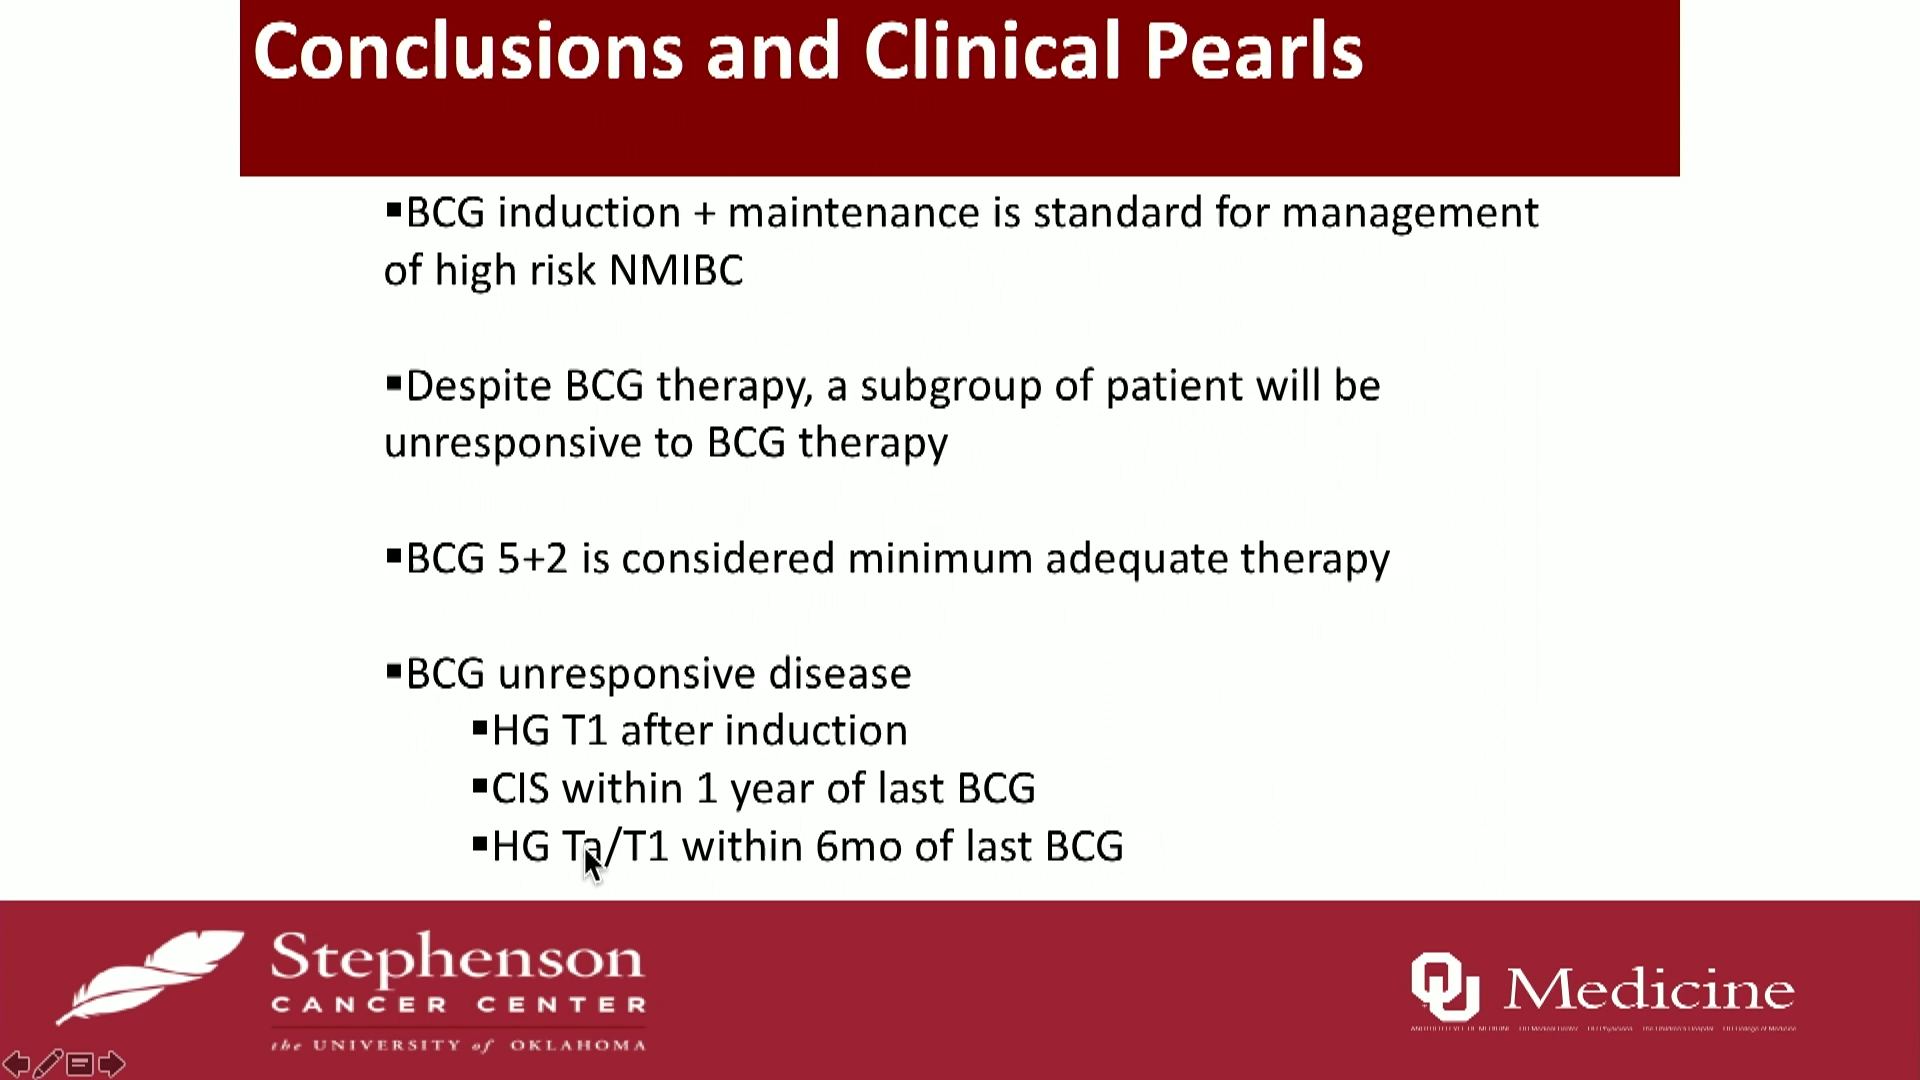 Conclusions and Clinical Pearls
▪BCG induction + maintenance is standard for management
of high risk NMIBC
▪Despite BCG therapy, a subgroup of patient will be
unresponsive to BCG therapy
▪BCG 5+2 is considered minimum adequate therapy
▪BCG unresponsive disease
▪HG T1 after induction
▪CIS within 1 year of last BCG
▪HG Ta/T1 within 6mo of last BCG
Stephenson
CANCER CENTER
the UNIVERSITY of OKLAHOMA
OU Medicine